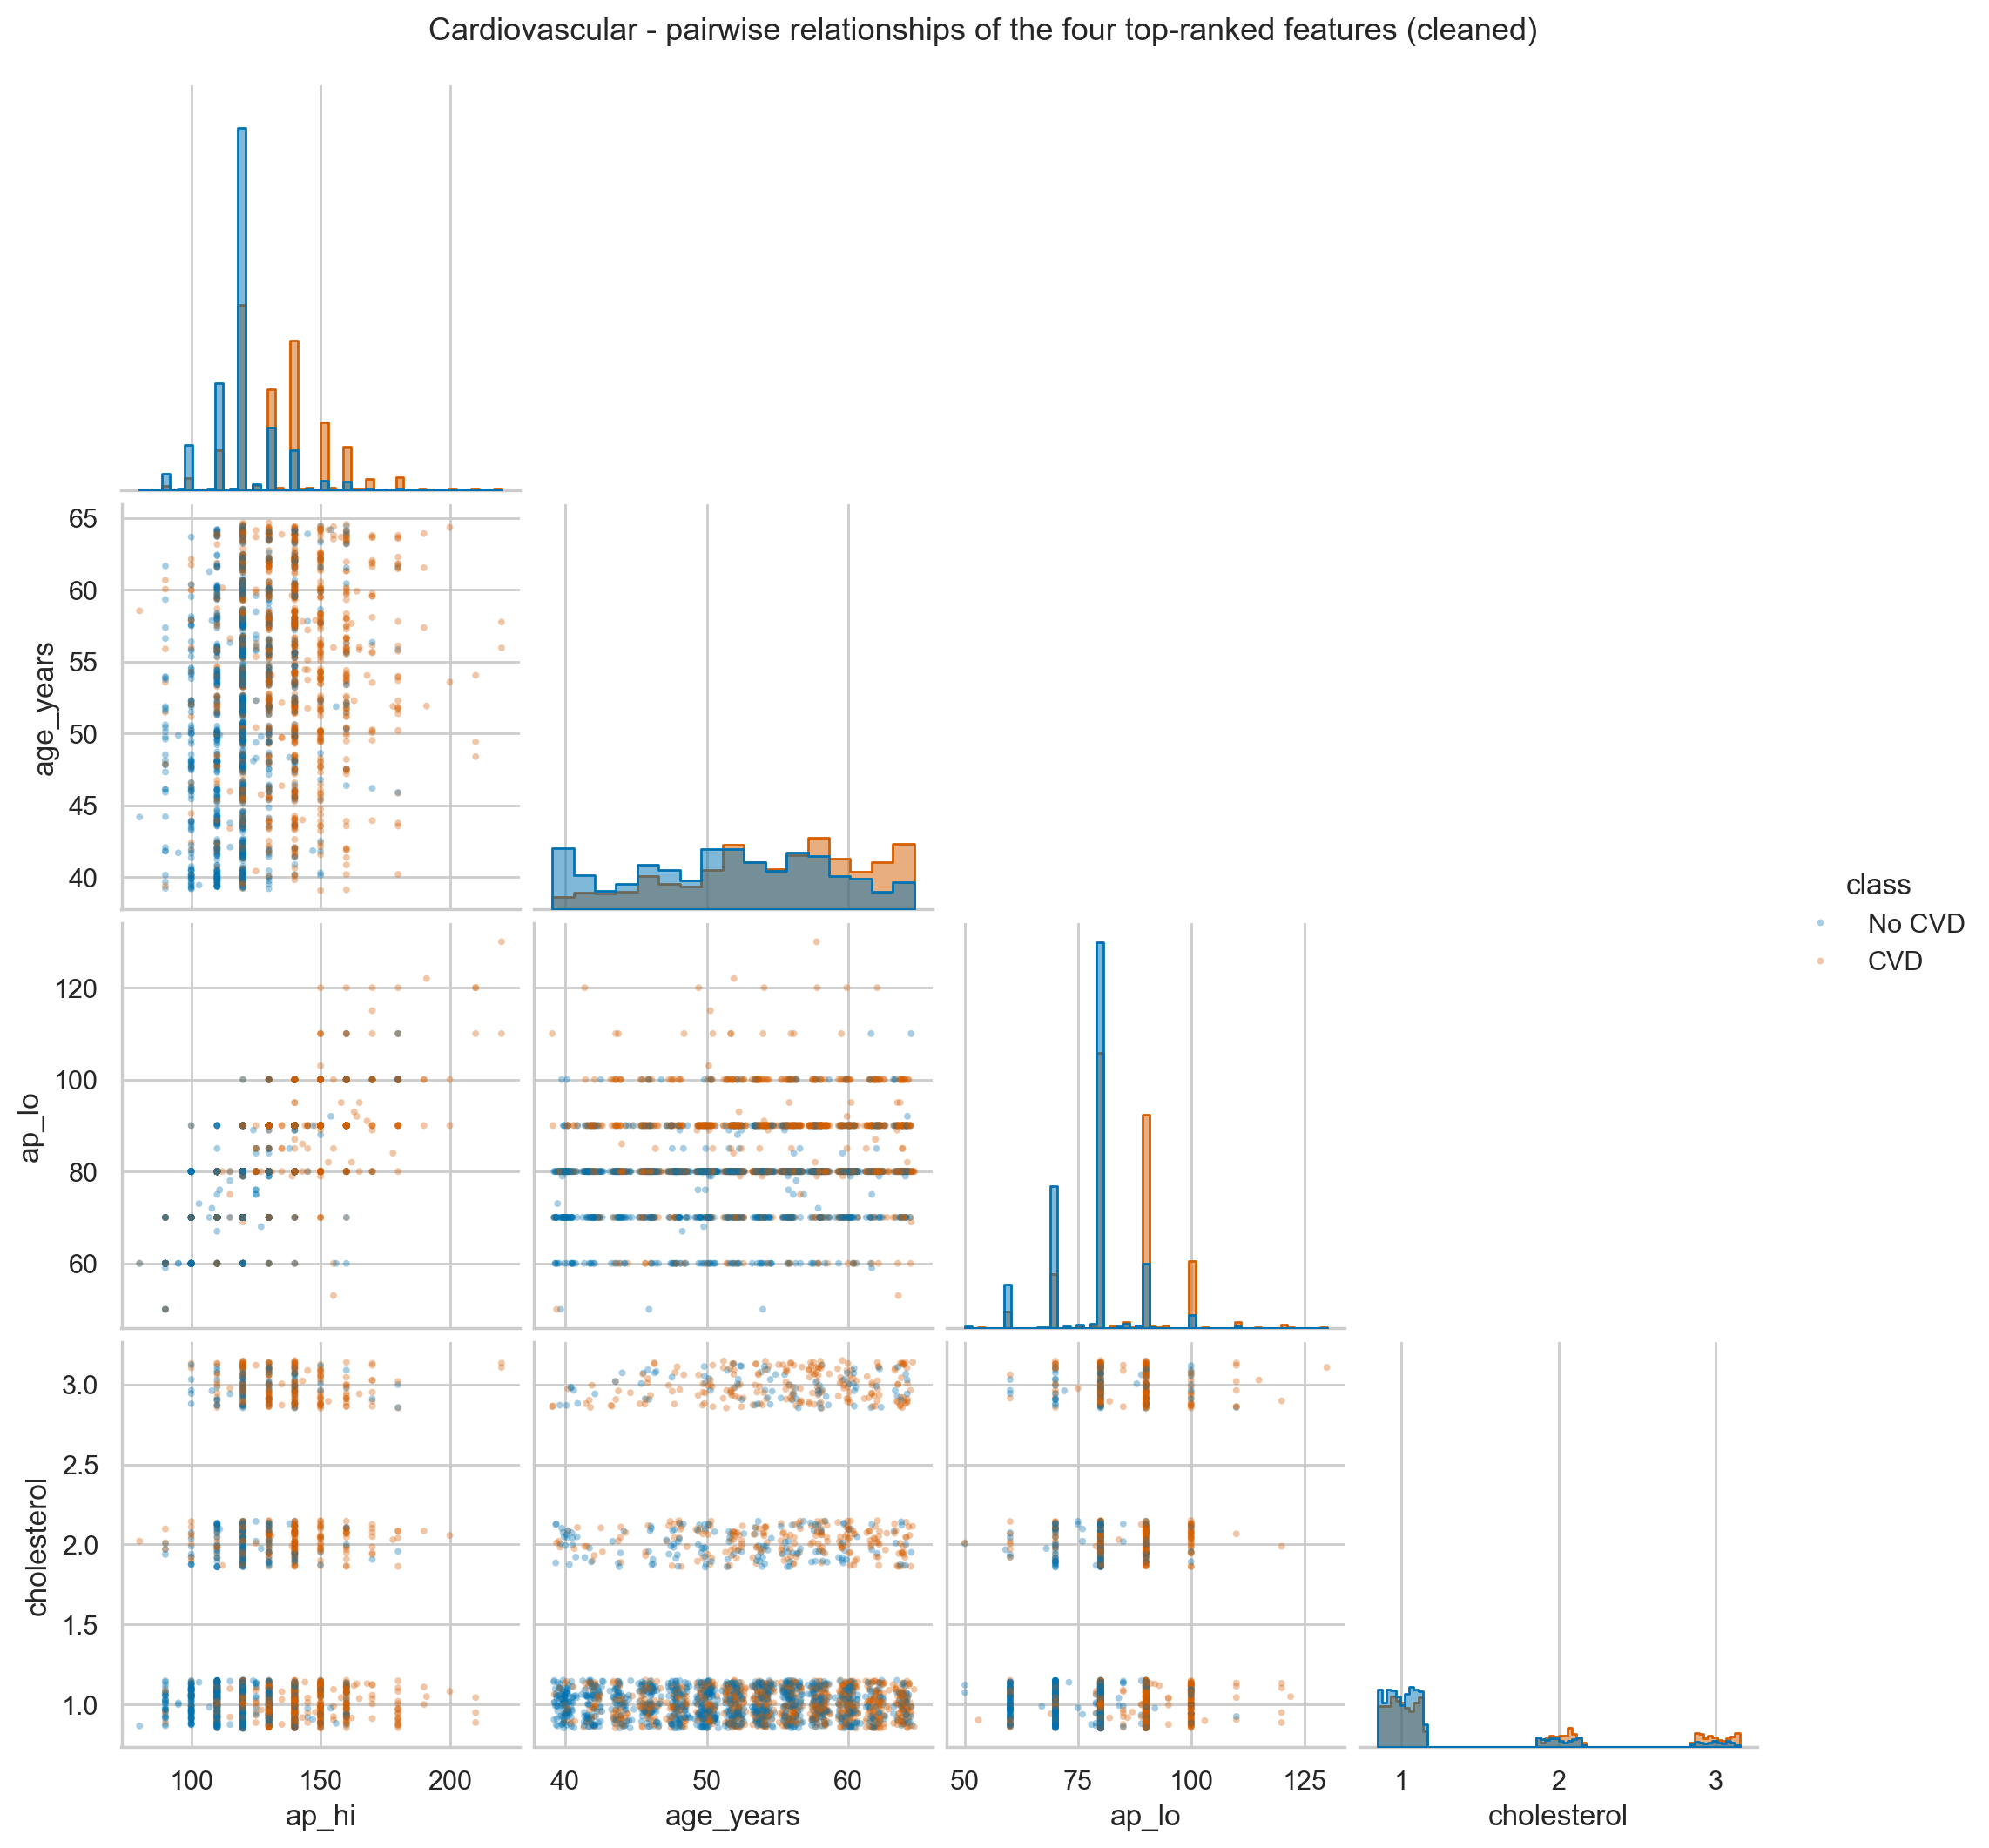 Cardiovascular - pairwise relationships of the four top-ranked features (cleaned)
65
60
55
50
45
40
age_years
class
No CVD
CVD
120
100
80
60
ap_lo
3.0
2.5
2.0
1.5
1.0
cholesterol
100 150 200
40 50 60
50 75 100 125
1 2 3
ap_hi
age_years
ap_lo
cholesterol